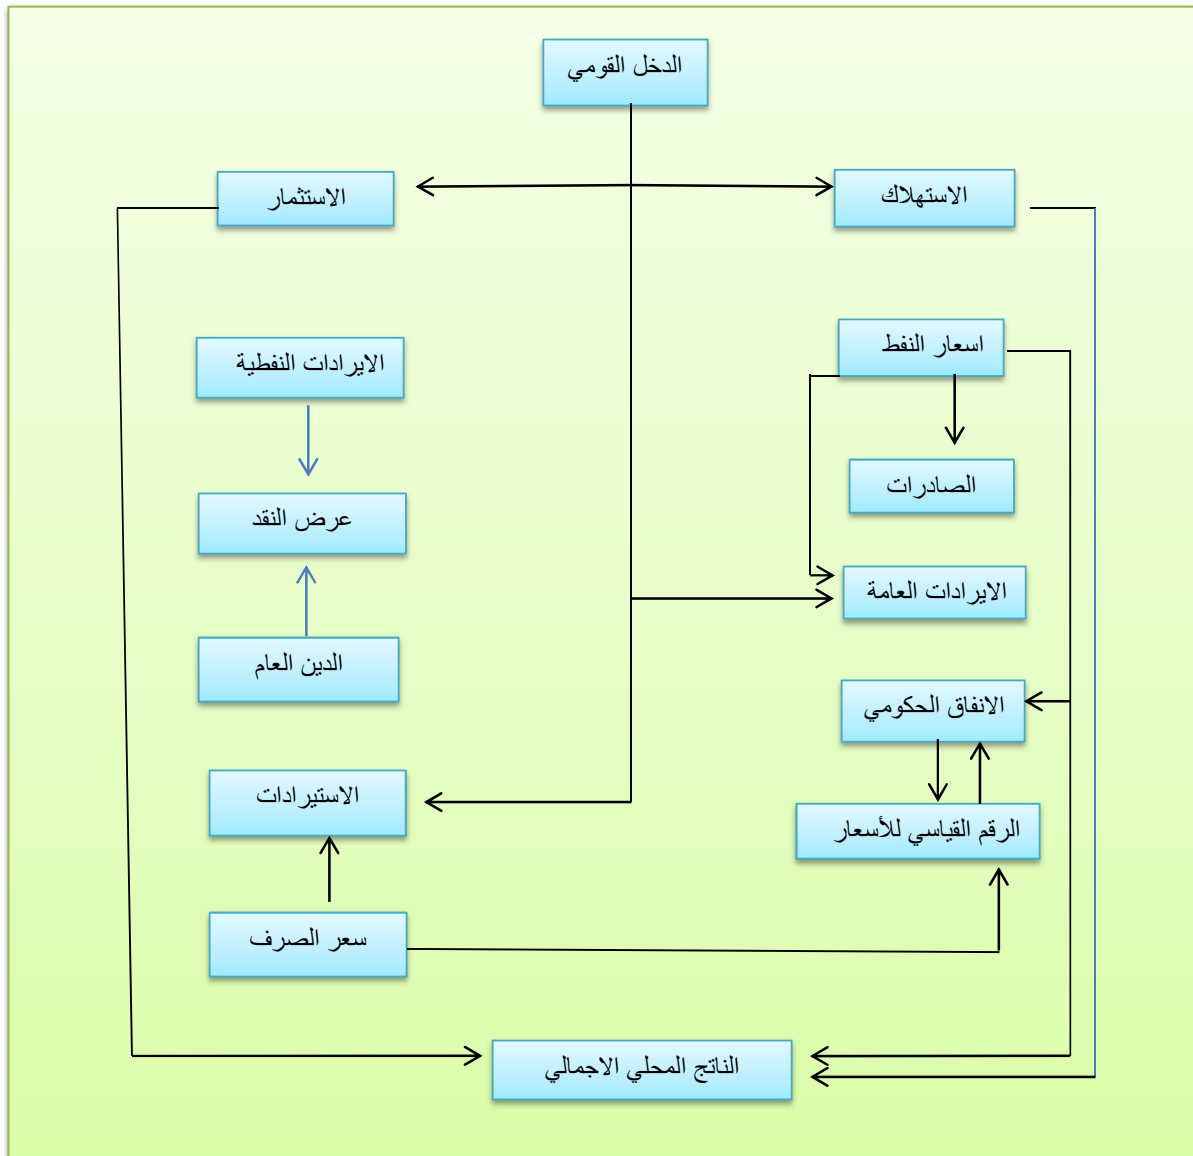 الدخل القومي
الاستهلاك
الاستثمار
اسعار النفط
الايرادات النفطية
الصادرات
عرض النقد
الايرادات العامة
الدين العام
الانفاق الحكومي
الاستيرادات
الرقم القياسي للأسعار
سعر الصرف
الناتج المحلي الاجمالي